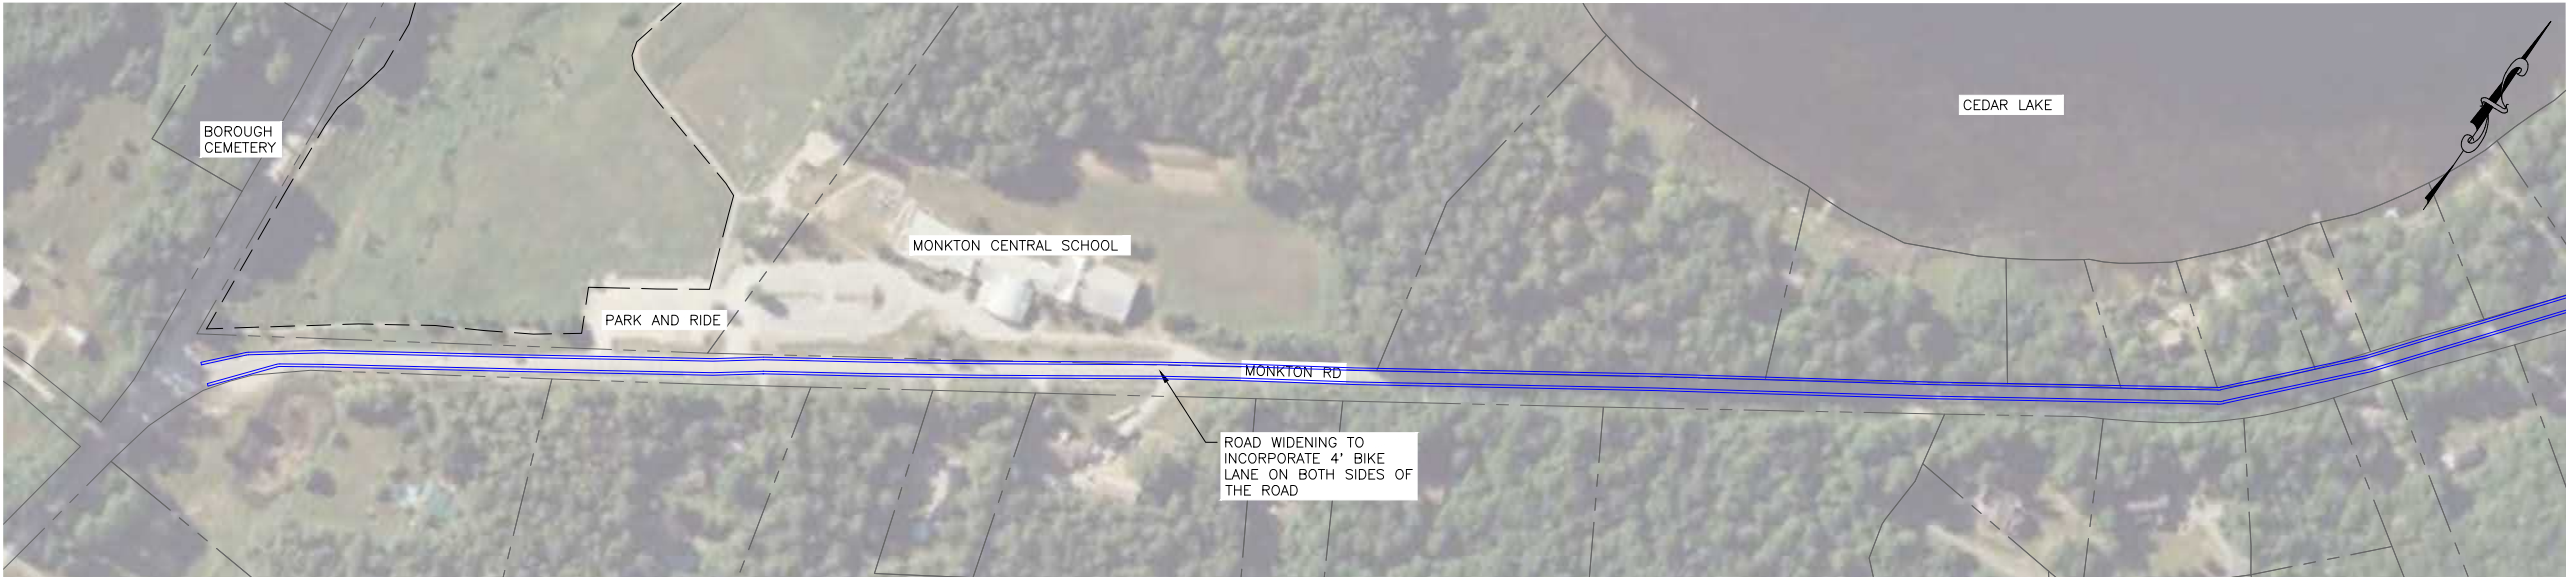 BOROUGH
CEMETERY
CEDAR LAKE
MONKTON CENTRAL SCHOOL
PARK AND RIDE
MONKTON RD
ROAD WIDENING TO
INCORPORATE 4' BIKE
LANE ON BOTH SIDES OF
THE ROAD